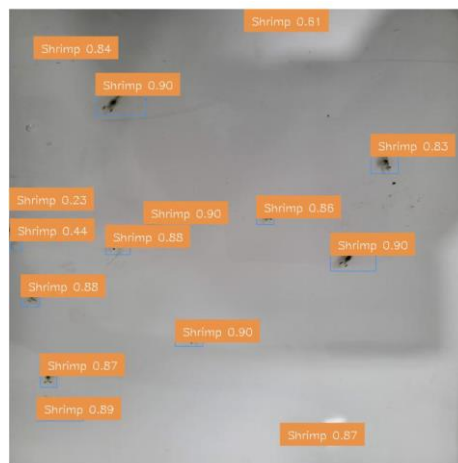 Shrimp 0.61
Shrimp 0.84
Shrimp 0.90
Shrimp 0.83
Shrimp 0.23
Shrimp 0.90
Shrimp 0.86
Shrimp 0.44
Shrimp 0.88
Shrimp 0.90
Shrimp 0.88
Shrimp 0.90
Shrimp 0.87
Shrimp 0.89
Shrimp 0.87